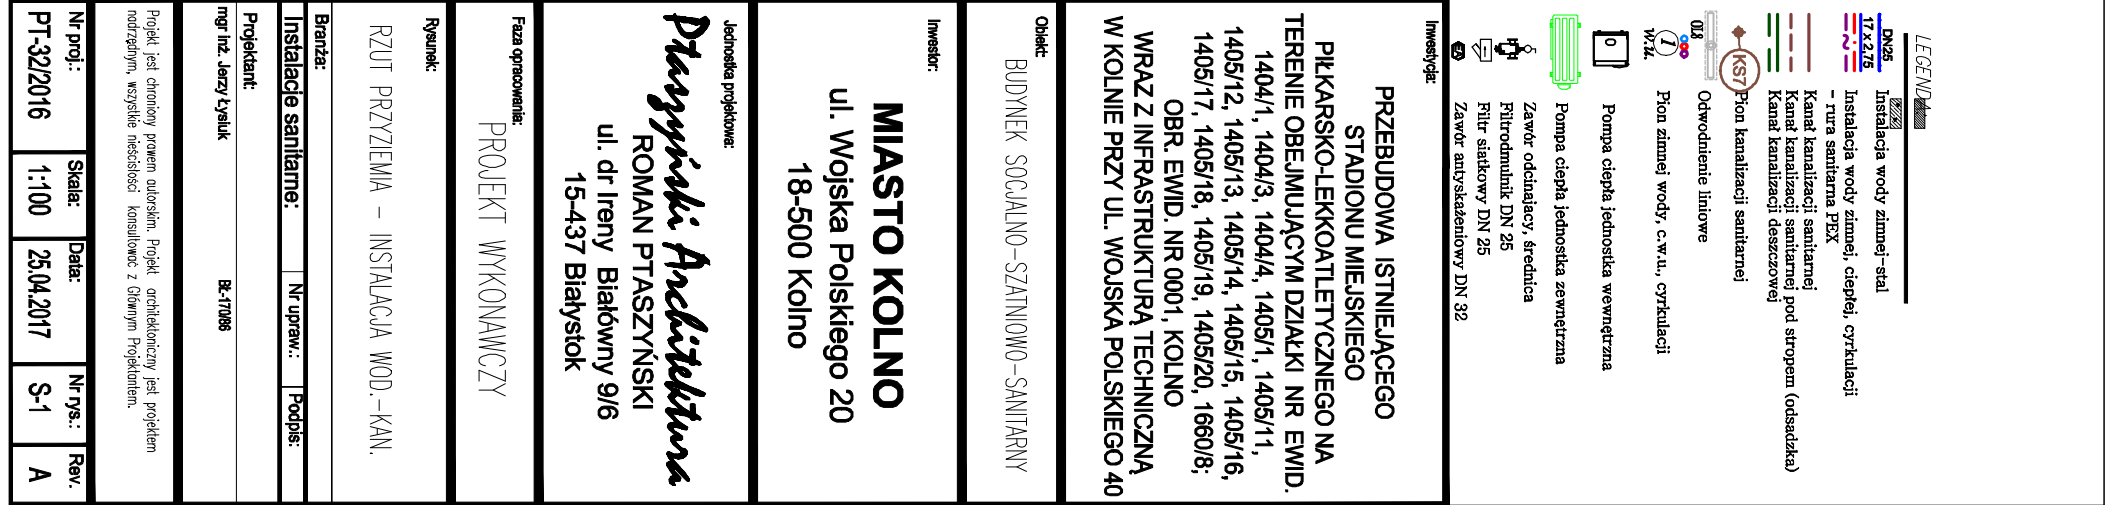 LEGENDA
DN25
Instalacja wody zimnej-stal
17 x 2,75
Instalacja wody zimnej, ciepłej, cyrkulacji
- rura sanitarna PEX
Kanał kanalizacji sanitarnej
Kanał kanalizacji sanitarnej pod stropem (odsadzka)
Kanał kanalizacji deszczowej
KS7
Pion kanalizacji sanitarnej
OL8
Odwodnienie liniowe
1
w.u.
Pion zimnej wody, c.w.u., cyrkulacji
Pompa ciepła jednostka wewnętrzna
Pompa ciepła jednostka zewnętrzna
Zawór odcinający, średnica
Filtrodmulnik DN 25
Filtr siatkowy DN 25
EA
Zawór antyskażeniowy DN 32
Inwestycja:
PRZEBUDOWA ISTNIEJĄCEGO
STADIONU MIEJSKIEGO
PIŁKARSKO-LEKKOATLETYCZNEGO NA
TERENIE OBEJMUJĄCYM DZIAŁKI NR EWID.
1404/1, 1404/3, 1404/4, 1405/1, 1405/11,
1405/12, 1405/13, 1405/14, 1405/15, 1405/16,
1405/17, 1405/18, 1405/19, 1405/20, 1660/8;
OBR. EWID. NR 0001, KOLNO
WRAZ Z INFRASTRUKTURĄ TECHNICZNĄ
W KOLNIE PRZY UL. WOJSKA POLSKIEGO 40
Obiekt:
BUDYNEK SOCJALNO-SZATNIOWO-SANITARNY
Inwestor:
MIASTO KOLNO
ul. Wojska Polskiego 20
18-500 Kolno
Jednostka projektowa:
Ptaszyński Architektura
ROMAN PTASZYŃSKI
ul. dr Ireny Białówny 9/6
15-437 Białystok
Faza opracowania:
PROJEKT WYKONAWCZY
Rysunek:
RZUT PRZYZIEMIA - INSTALACJA WOD.-KAN.
Branża:
Instalacje sanitarne:
Nr upraw.:
Podpis:
Projektant:
mgr inż. Jerzy Łysiuk
BŁ-170/86
Projekt jest chroniony prawem autorskim. Projekt architektoniczny jest projektem
nadrzędnym, wszystkie nieścisłości konsultować z Głównym Projektantem.
Nr proj.:
Skala:
Data:
Nr rys.:
Rev.
PT-32/2016
1:100
25.04.2017
S-1
A